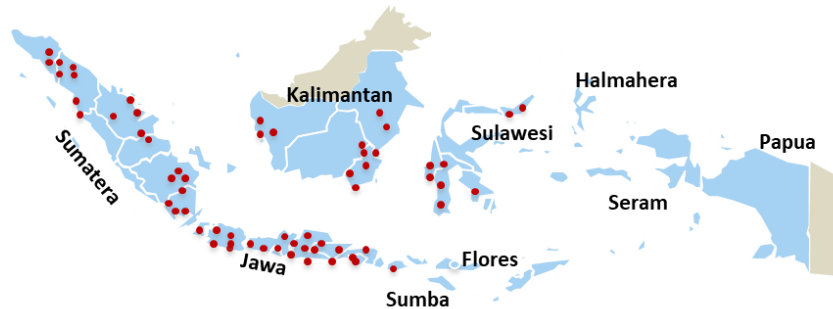 Halmahera
Kalimantan
Sulawesi
Papua
Sumatera
Seram
Jawa
Flores
Sumba